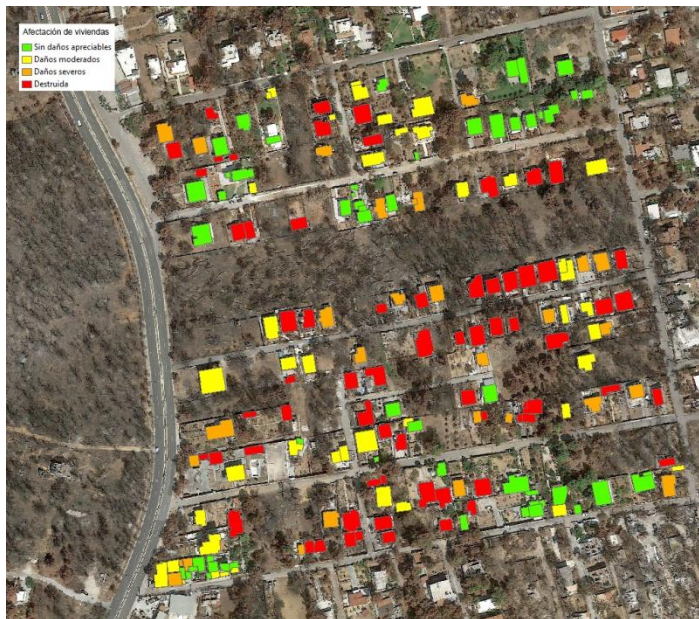 Afectación de viviendas
Sin daños apreciables
Daños moderados
Daños severos
Destruida